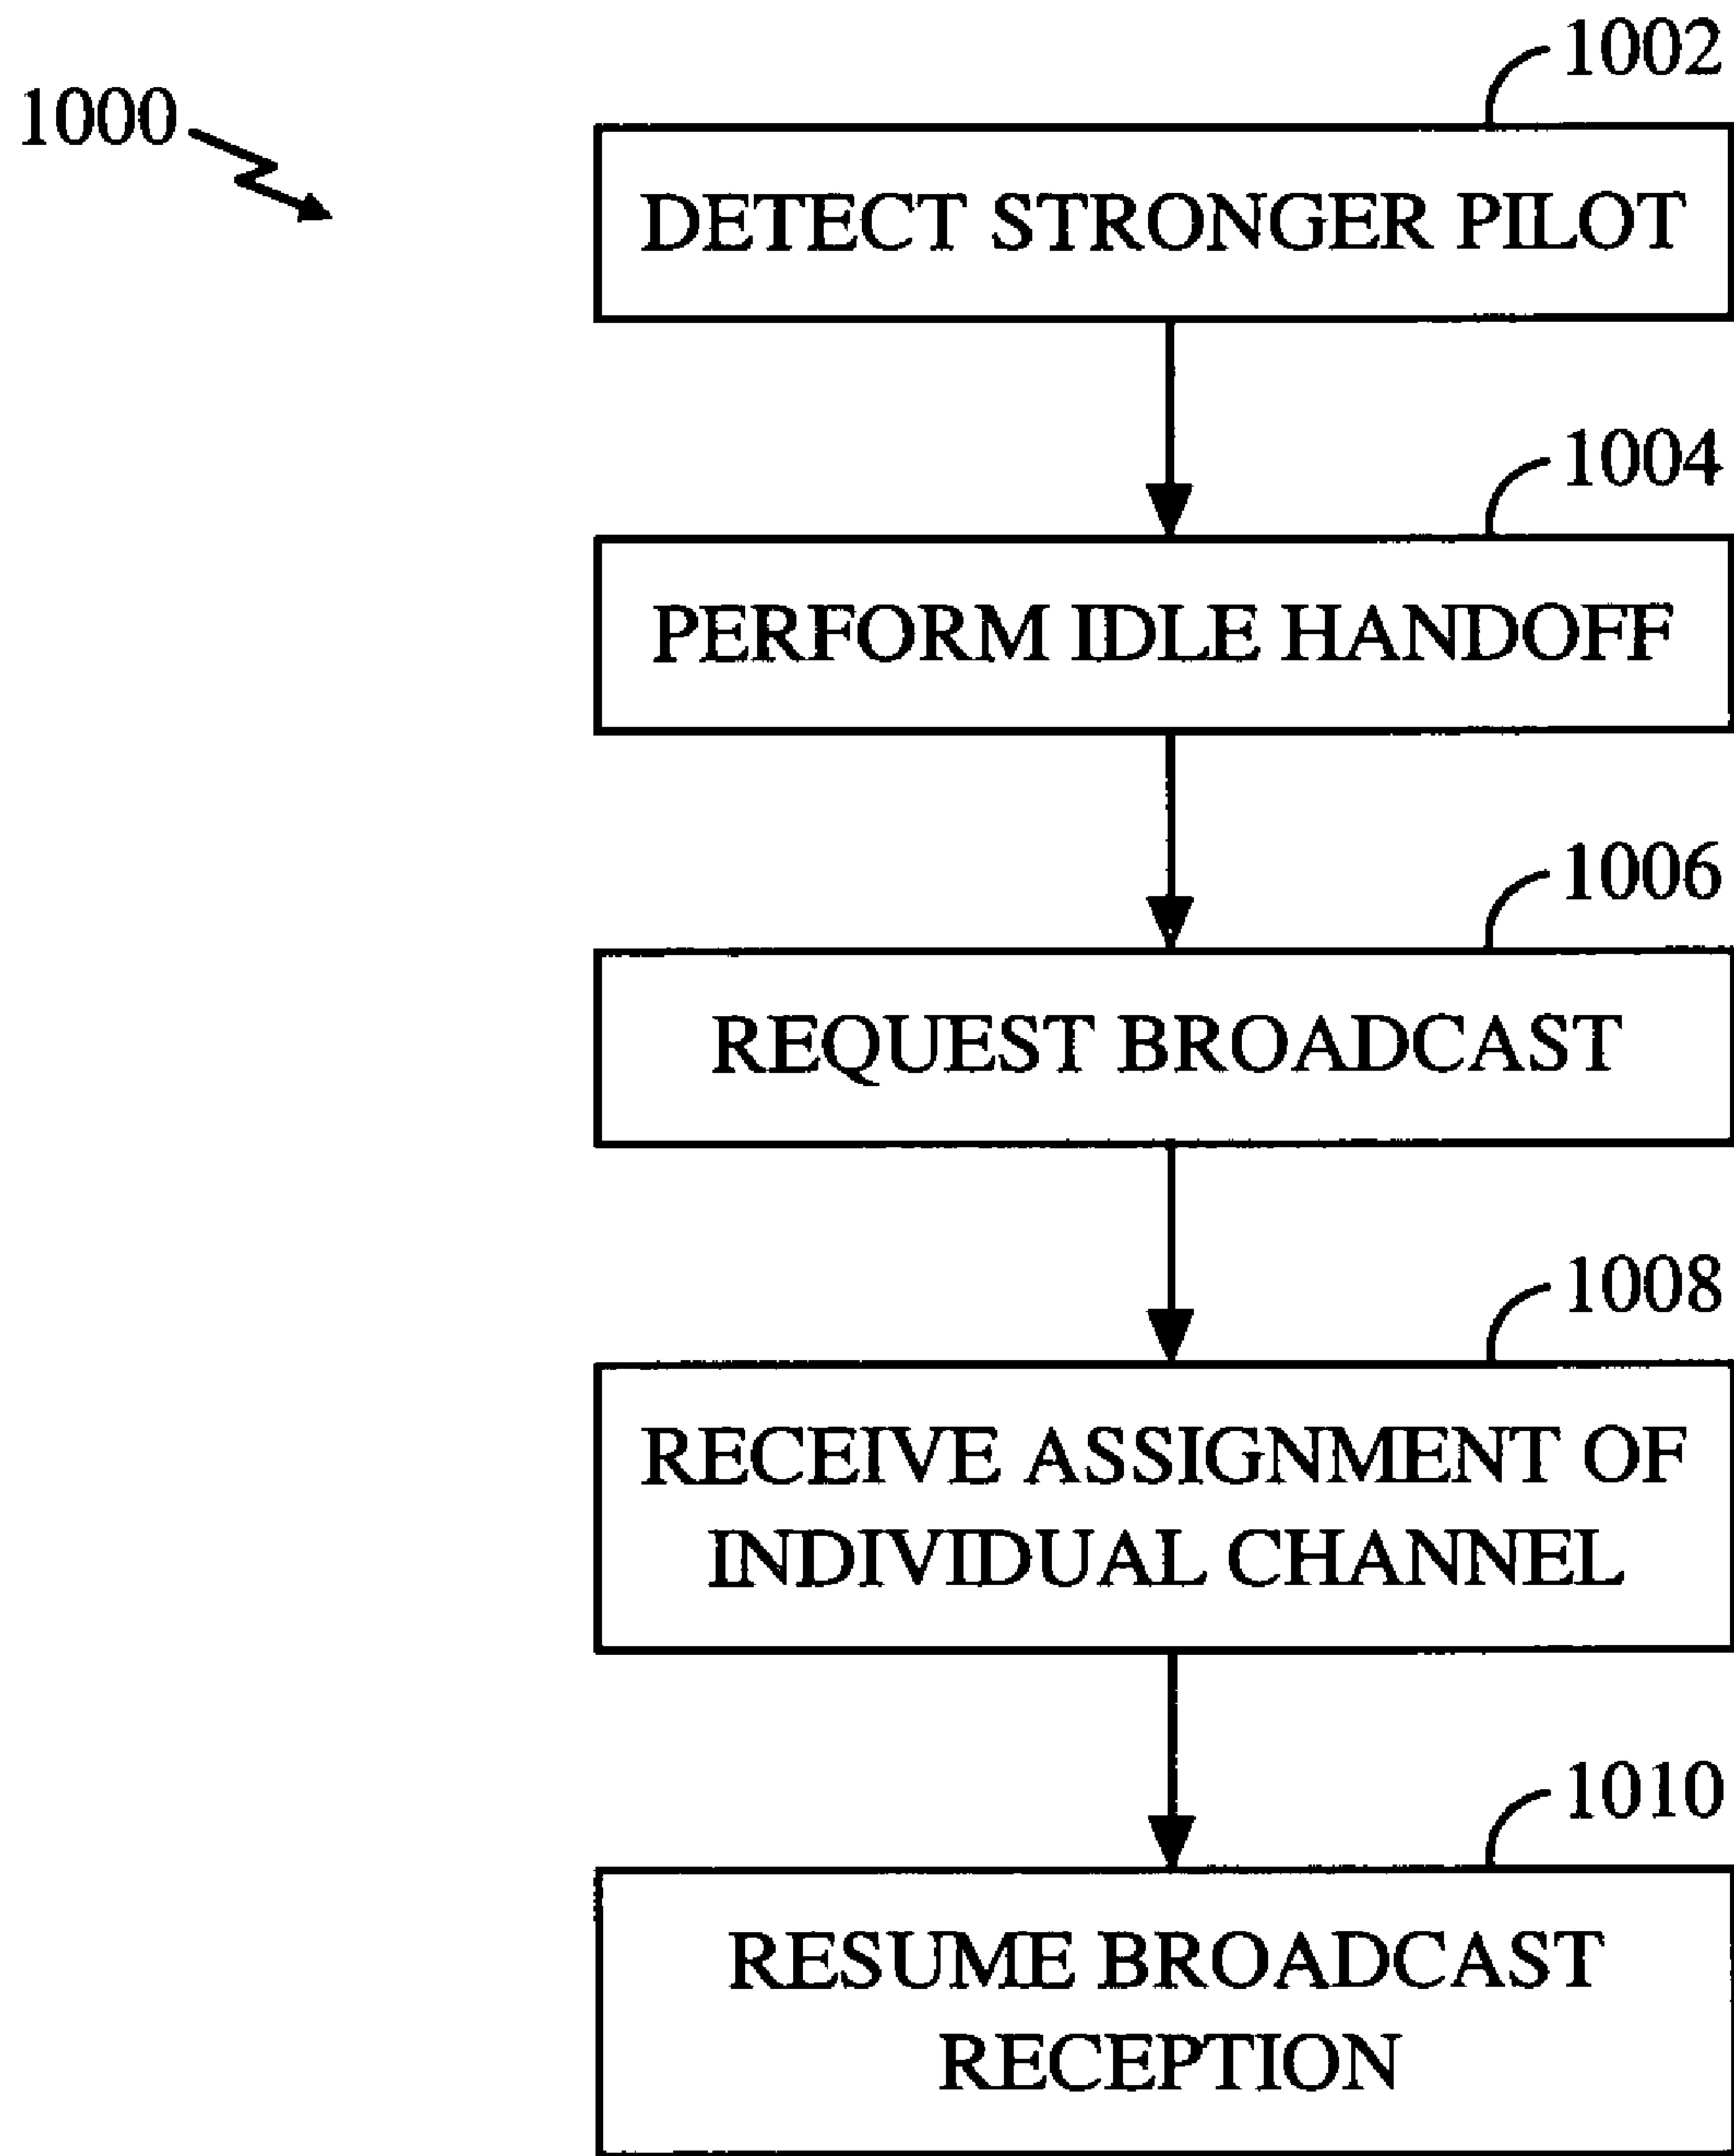 1000
1002
DETECT STRONGER PILOT
1004
PERFORM IDLE HANDOFF
1006
REQUEST BROADCAST
1008
RECEIVE ASSIGNMENT OF
INDIVIDUAL CHANNEL
1010
RESUME BROADCAST
RECEPTION